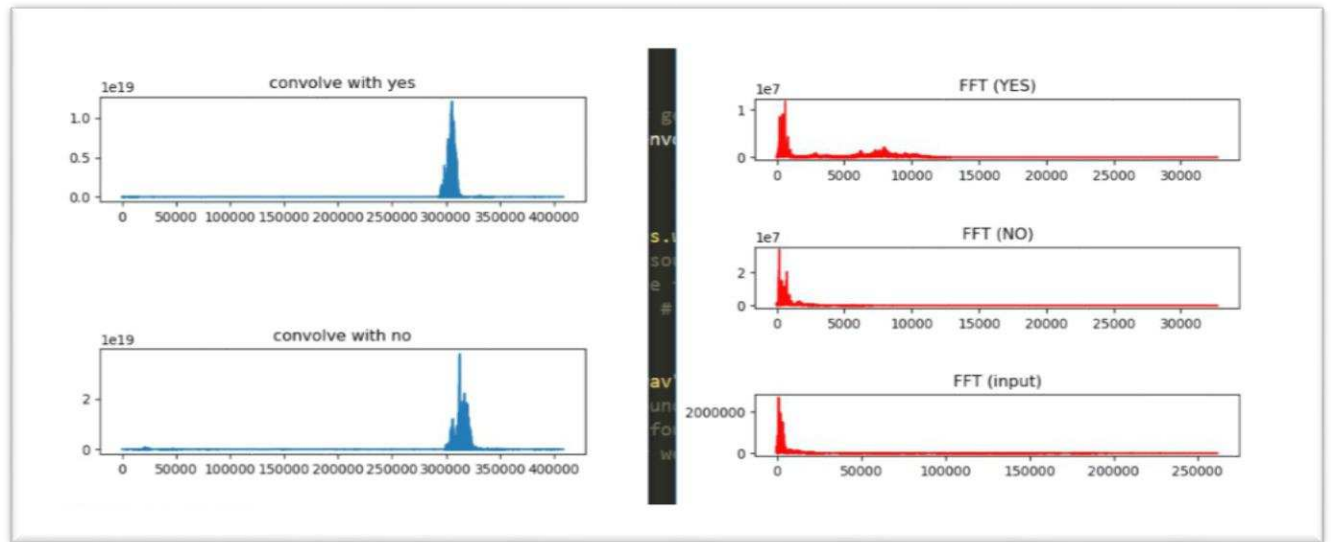 convolve with yes
1e19
1.0
0.5
0.0
0 50000 100000 150000 200000 250000 300000 350000 400000
convolve with no
1e19
2
0
0 50000 100000 150000 200000 250000 300000 350000 400000
FFT (YES)
1e7
1
0
0 5000 10000 15000 20000 25000 30000
FFT (NO)
1e7
2
0
0 5000 10000 15000 20000 25000 30000
FFT (input)
2000000
0
0 50000 100000 150000 200000 250000